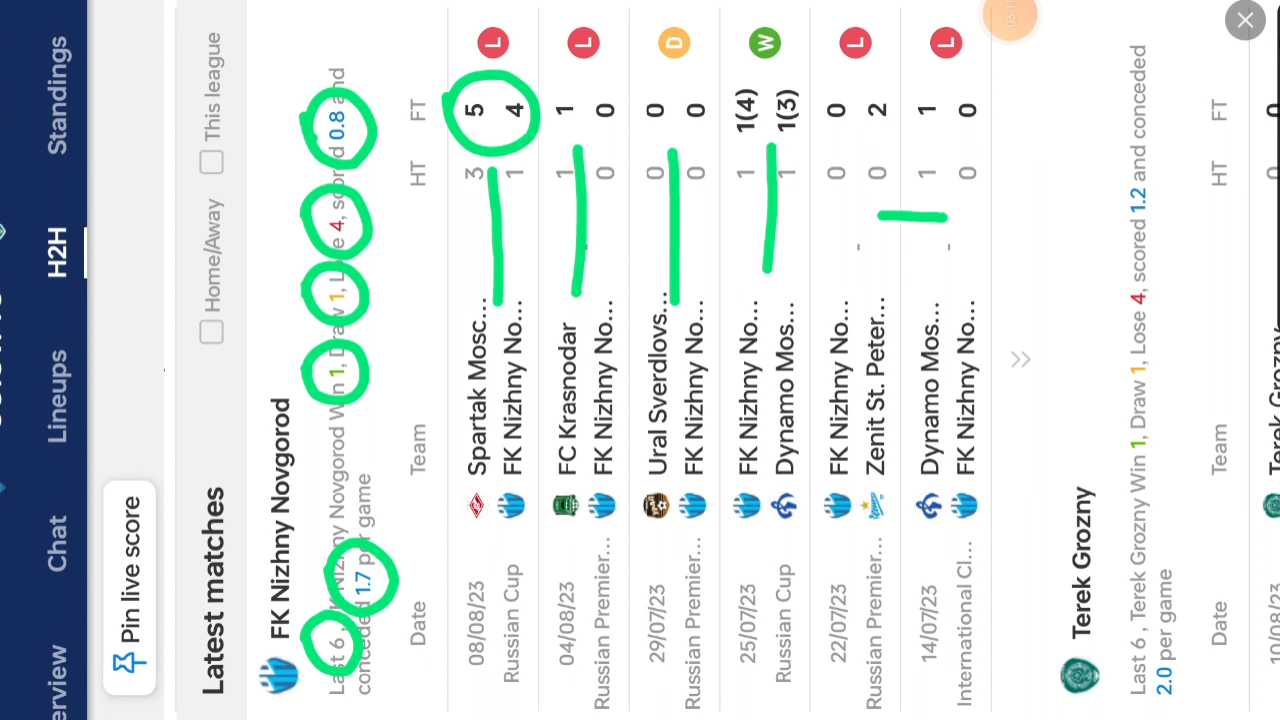 erview
Chat
Lineups
H2H
Standings
Pin live score
Latest matches
Home/Away
This league
FK Nizhny Novgorod
Last 6, Nizhny Novgorod Win 1, Draw 1, 4, scored 0.8 and
conceded 1.7 per game
Date Team HT FT
08/08/23 Spartak Mosc... 3 5 L
Russian Cup FK Nizhny No... 1 4
04/08/23 FC Krasnodar 1 1 L
Russian Premier... FK Nizhny No... 0 0
29/07/23 Ural Sverdlovs... 0 0 D
Russian Premier... FK Nizhny No... 0 0
25/07/23 FK Nizhny No... 1 1(4) W
Russian Cup Dynamo Mos... 1 1(3)
22/07/23 FK Nizhny No... - 0 0 L
Russian Premier... Zenit St. Peter... 0 2
14/07/23 Dynamo Mos... - 1 1 L
International Cl... FK Nizhny No... 0 0
Terek Grozny
Last 6 , Terek Grozny Win 1, Draw 1, Lose 4, scored 1.2 and conceded
2.0 per game
Date Team HT FT
10/08/23 Terek Grozny 0 0